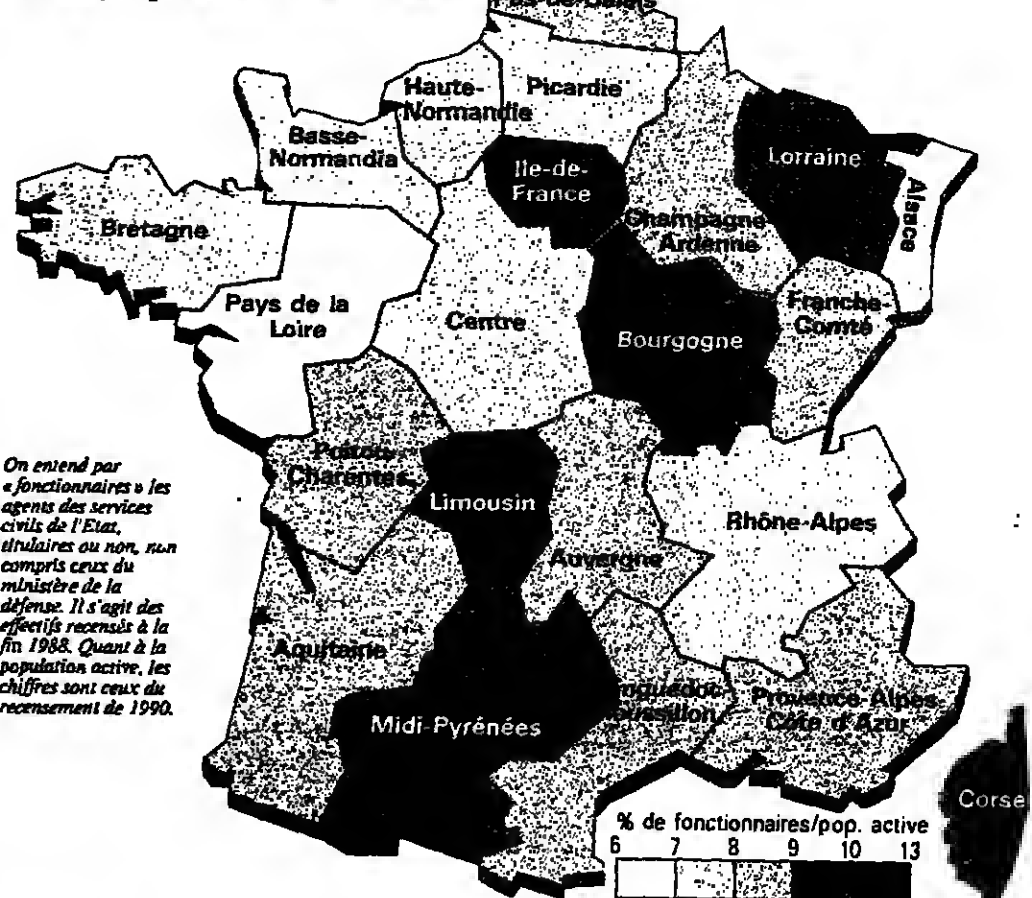 Pas-de-Calais
Haute-
Normandie
Picardie
Basse-
Normandia
Ile-de-
France
Lorraine
Alsace
Champagne
Ardenne
Bretagne
Pays de la
Loire
Centre
Bourgogne
Franche-
Comté
Poitou
Charentes
Limousin
Auvergne
Rhône-Alpes
On entend par
« fonctionnaires » les
agents des services
civils de l'Etat,
titulaires ou non, non
compris ceux du
ministère de la
défense. Il s'agit des
effectifs recensés à la
fin 1988. Quant à la
population active, les
chiffres sont ceux du
recensement de 1990.
Aquitaine
Midi-Pyrénées
Languedoc
Roussillon
Provence-Alpes
Côte d'Azur
Corse
% de fonctionnaires/pop. active
6 7 8 9 10 13